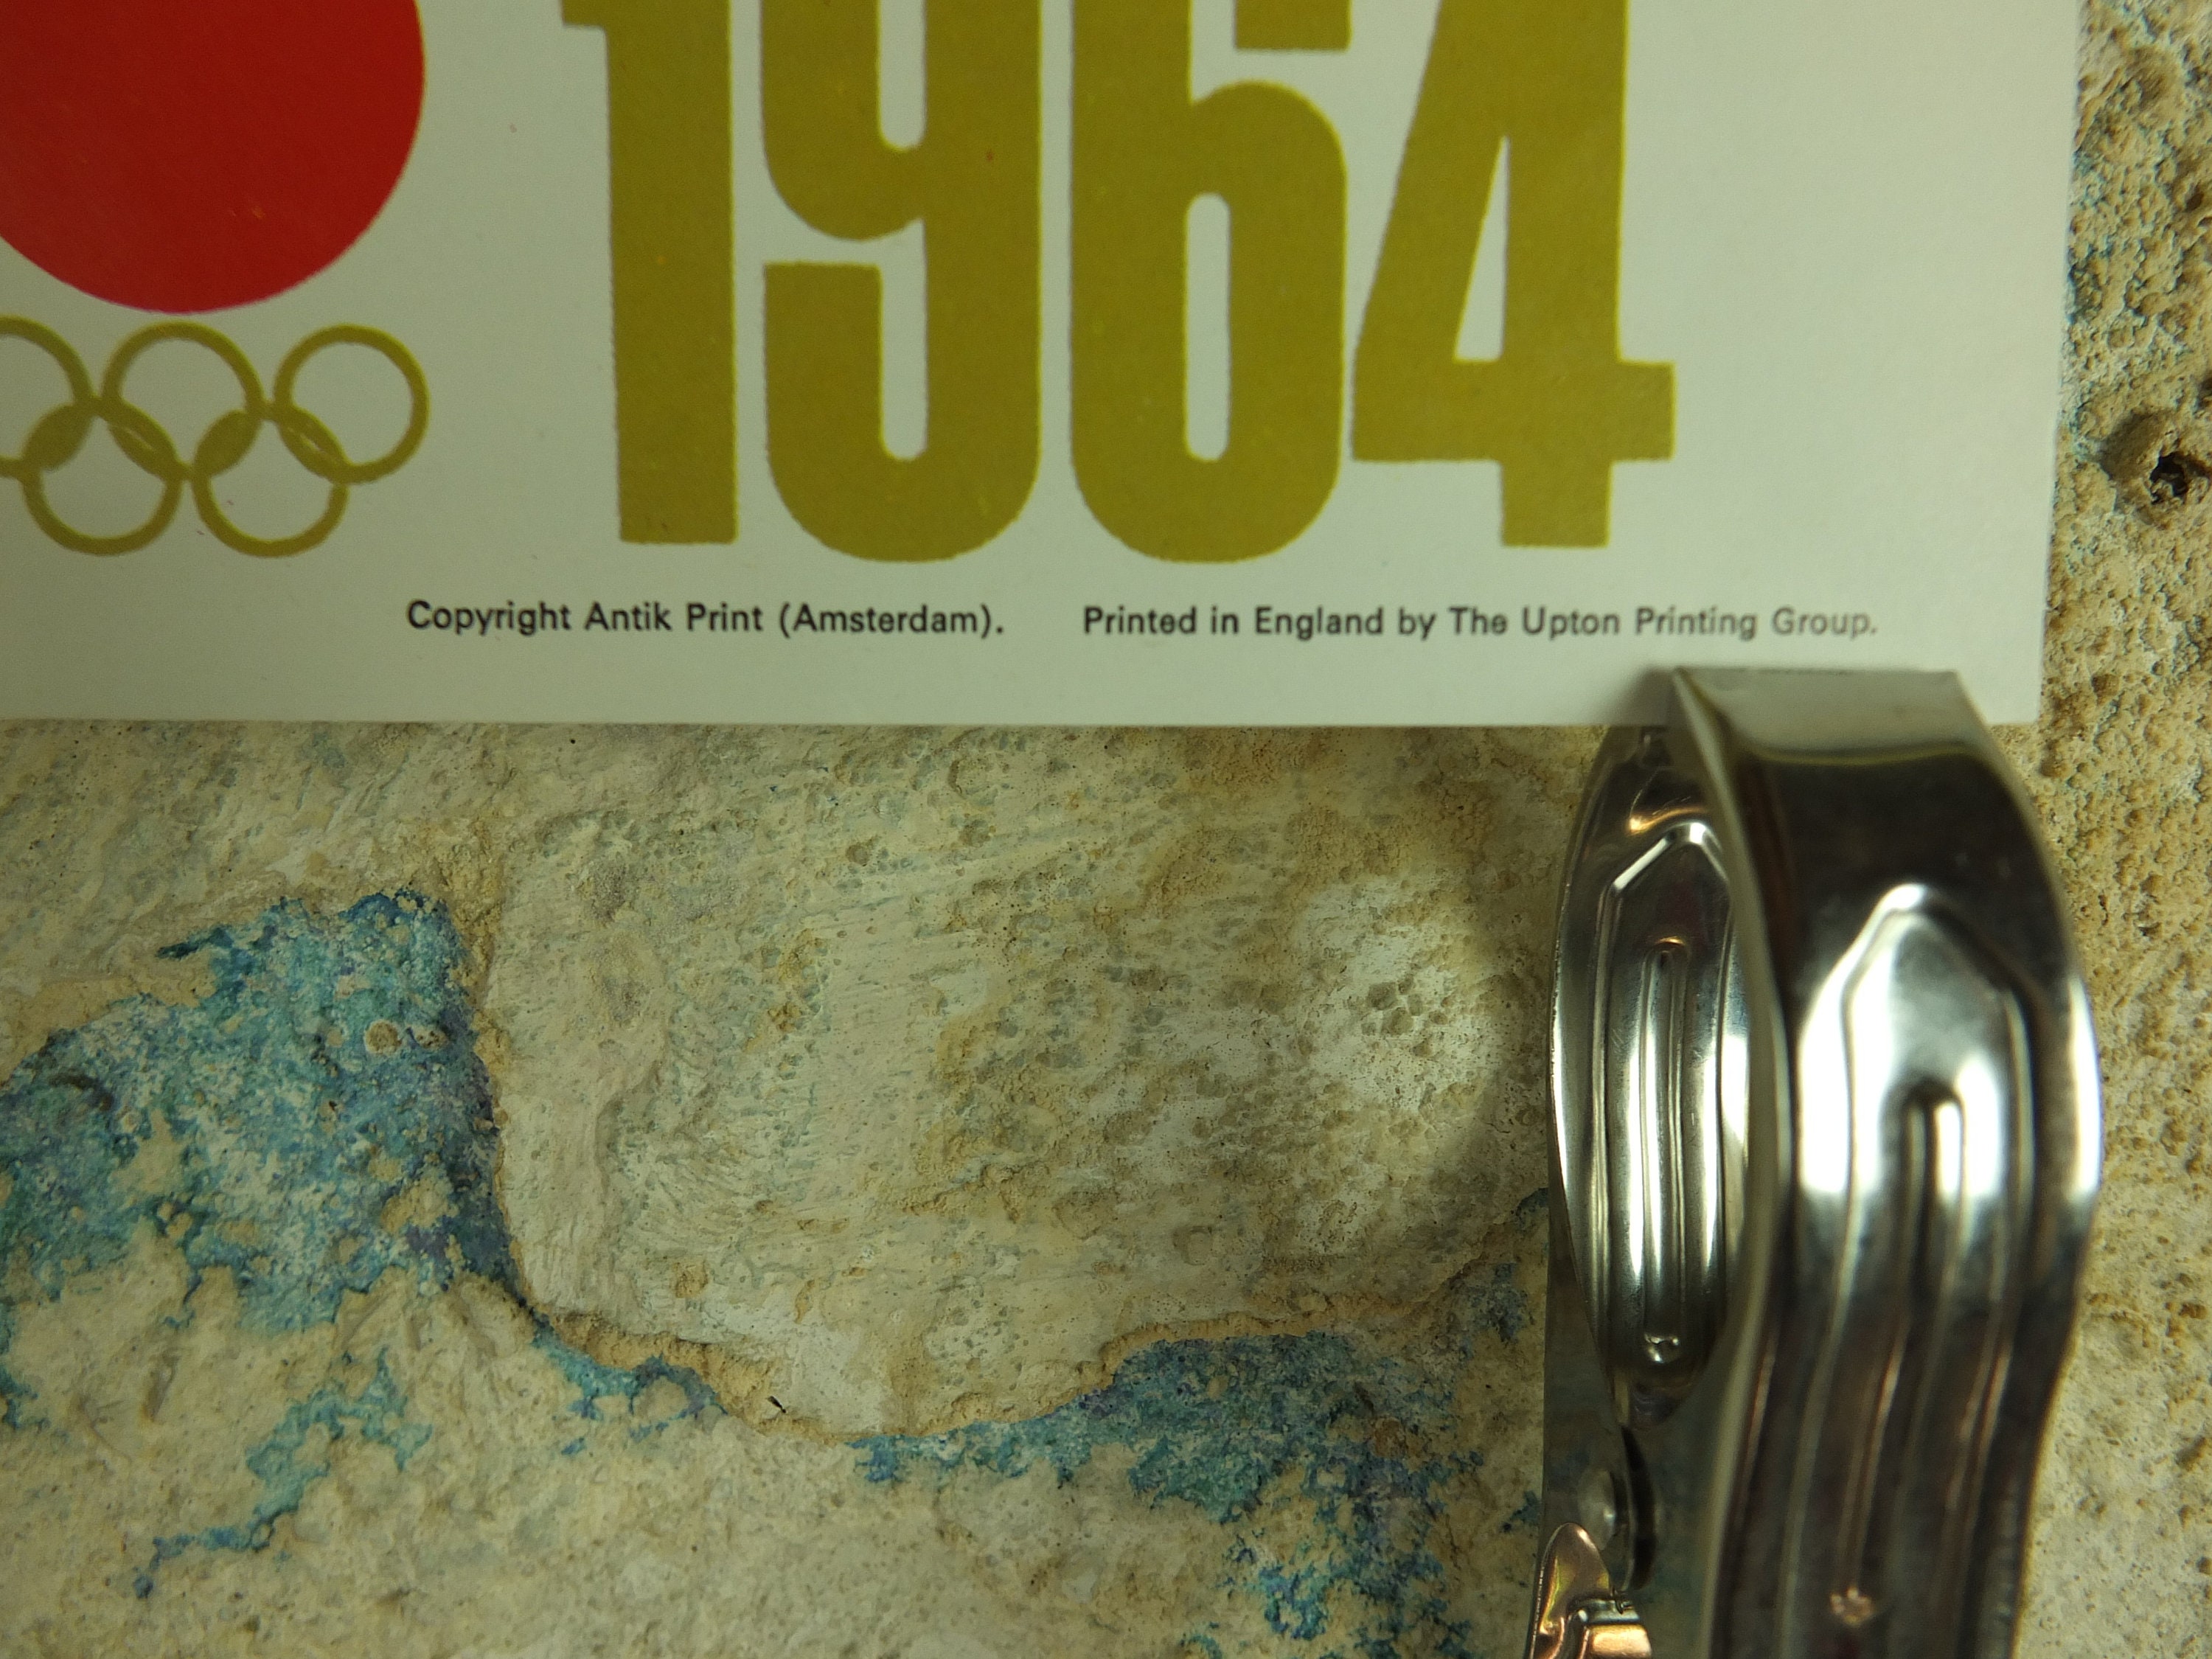 1964
Copyright Antik Print (Amsterdam). Printed in England by The Upton Printing Group.